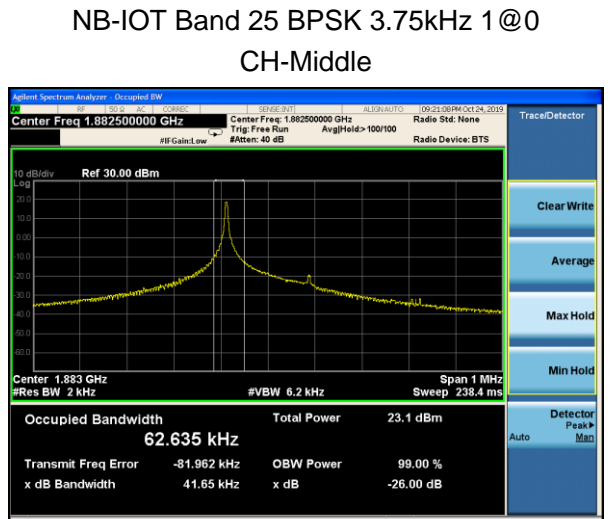 NB-IOT Band 25 BPSK 3.75kHz 1@0
CH-Middle
Agilent Spectrum Analyzer - Occupied BW
RF 50 Ω AC CORREC SENSE:INT ALIGNAUTO 09:21:08PM Oct 24, 2019
Center Freq 1.882500000 GHz Center Freq: 1.882500000 GHz Radio Std: None Trace/Detector
Trig: Free Run Avg|Hold:> 100/100
#IFGain:Low #Atten: 40 dB Radio Device: BTS
10 dB/div Ref 30.00 dBm
Log
20.0
10.0
0.00
-10.0
-20.0
-30.0
-40.0
-50.0
-60.0
Clear Write
Average
Max Hold
Min Hold
Center 1.883 GHz Span 1 MHz
#Res BW 2 kHz #VBW 6.2 kHz Sweep 238.4 ms
Occupied Bandwidth Total Power 23.1 dBm
62.635 kHz
Transmit Freq Error -81.962 kHz OBW Power 99.00 %
x dB Bandwidth 41.65 kHz x dB -26.00 dB
Detector
Peak▶
Auto Man